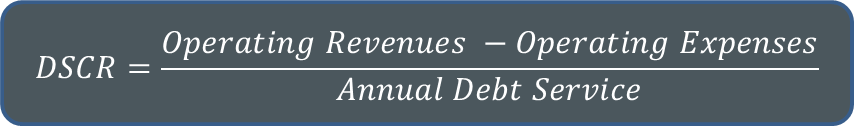 DSCR = Operating Revenues − Operating Expenses
Annual Debt Service